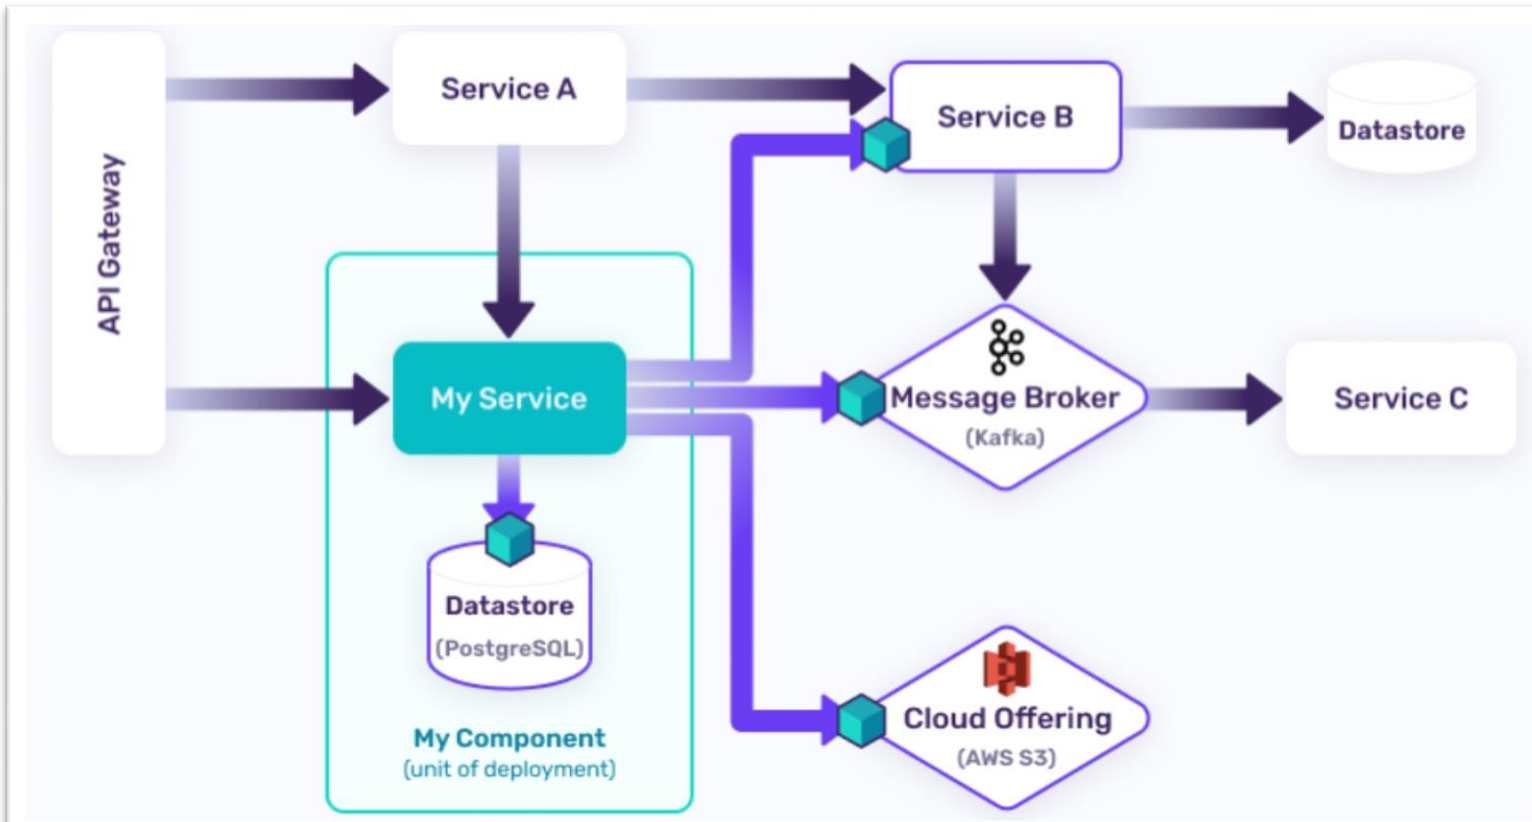 API Gateway
Service A
Service B
Datastore
My Service
Message Broker
(Kafka)
Service C
Datastore
(PostgreSQL)
My Component
(unit of deployment)
Cloud Offering
(AWS S3)